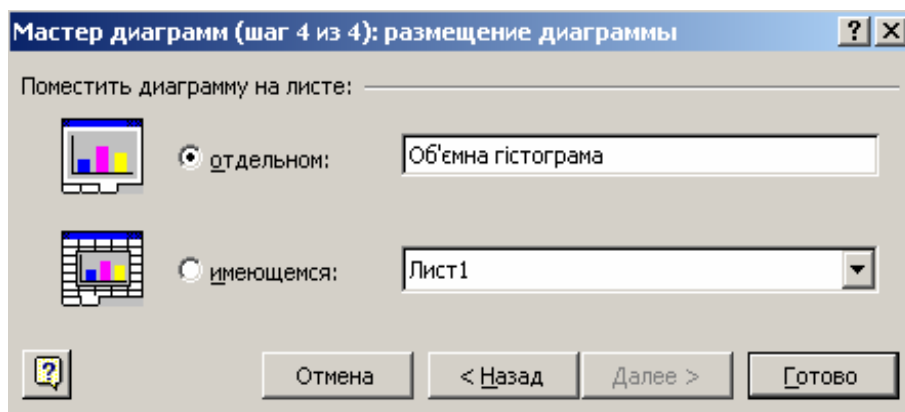 Мастер диаграмм (шаг 4 из 4): размещение диаграммы
Поместить диаграмму на листе:
отдельном: Об'ємна гістограма
имеющемся: Лист1
Отмена < Назад Далее > Готово